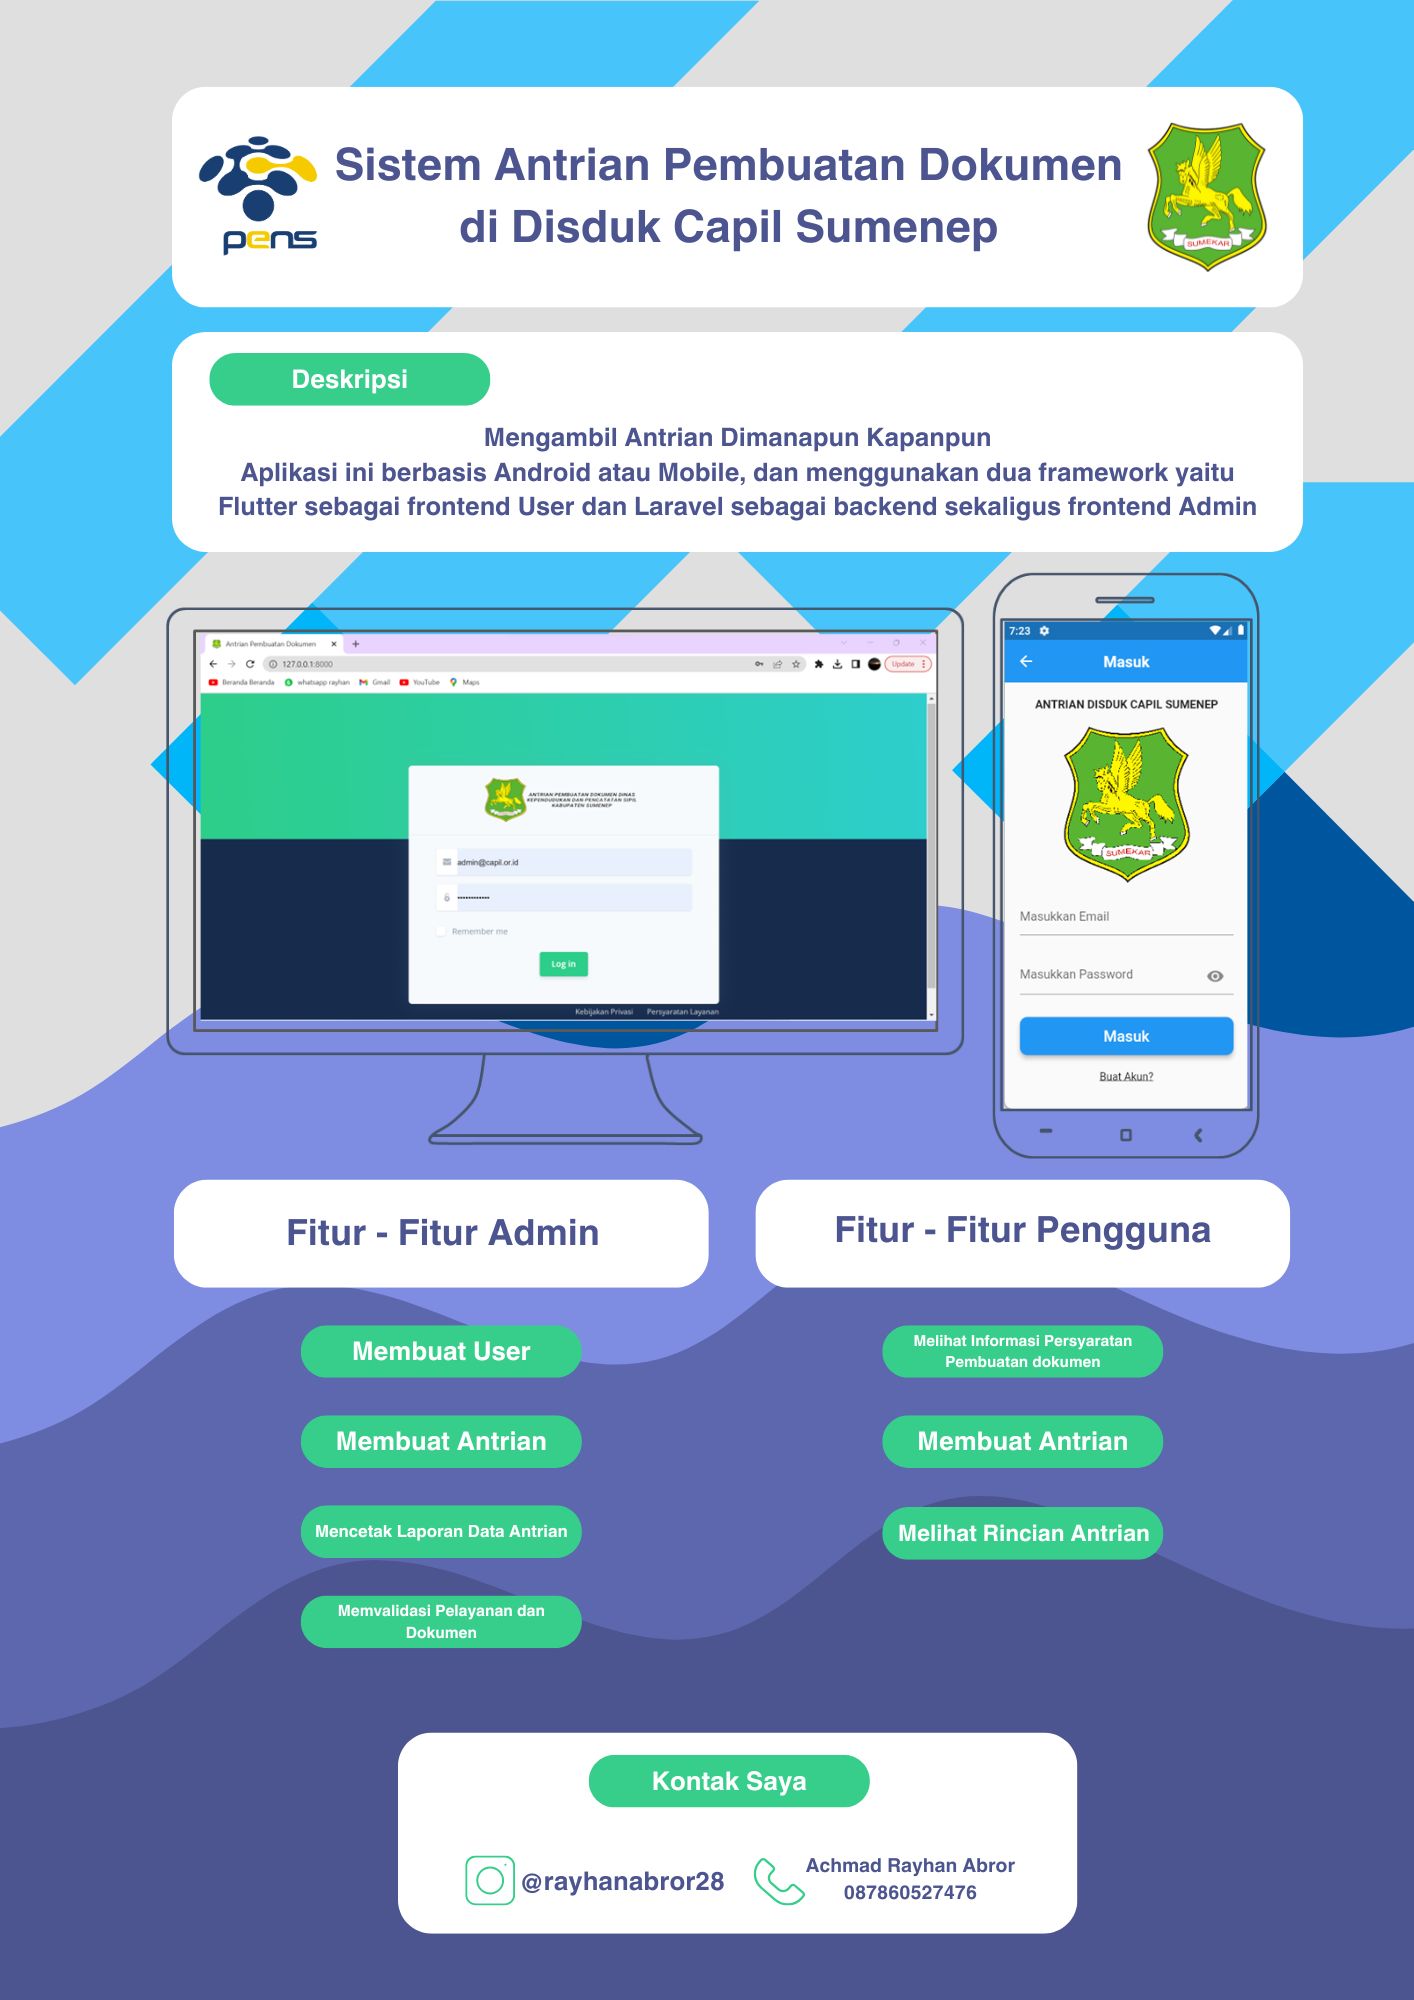 pens
Sistem Antrian Pembuatan Dokumen
di Disduk Capil Sumenep
SUMEKAR
Deskripsi
Mengambil Antrian Dimanapun Kapanpun
Aplikasi ini berbasis Android atau Mobile, dan menggunakan dua framework yaitu
Flutter sebagai frontend User dan Laravel sebagai backend sekaligus frontend Admin
Antrian Pembuatan Dokumen
127.0.0.1:8000
Update
Beranda Beranda
whatsapp rayhan
Gmail
YouTube
Maps
ANTRIAN PEMBUATAN DOKUMEN DINAS
KEPENDUDUKAN DAN PENCATATAN SIPIL
KABUPATEN SUMENEP
admin@capil.or.id
••••••••••••
Remember me
Log in
Kebijakan Privasi
Persyaratan Layanan
7:23
Masuk
ANTRIAN DISDUK CAPIL SUMENEP
SUMEKAR
Masukkan Email
Masukkan Password
Masuk
Buat Akun?
Fitur - Fitur Admin
Membuat User
Membuat Antrian
Mencetak Laporan Data Antrian
Memvalidasi Pelayanan dan
Dokumen
Fitur - Fitur Pengguna
Melihat Informasi Persyaratan
Pembuatan dokumen
Membuat Antrian
Melihat Rincian Antrian
Kontak Saya
@rayhanabror28
Achmad Rayhan Abror
087860527476